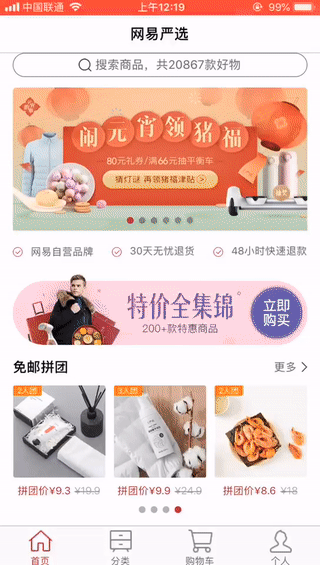 中国联通
上午12:19
99%
网易严选
搜索商品，共20867款好物
闹元宵领猪福
80元礼券/满66元抽平衡车
猜灯谜 再领猪福津贴
网易自营品牌
30天无忧退货
48小时快速退款
特价全集锦
200+款特惠商品
立即
购买
免邮拼团
更多
2人团
3人团
2人团
拼团价¥9.3 ¥19.9
拼团价¥9.9 ¥24.9
拼团价¥8.6 ¥18
首页
分类
购物车
个人